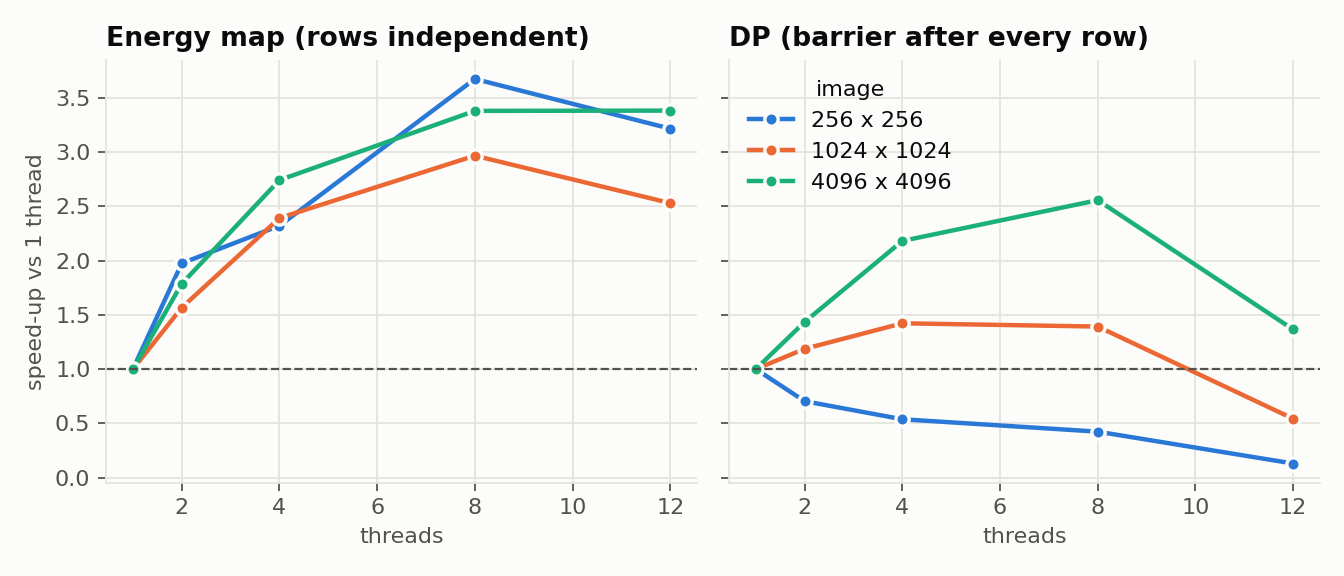 Energy map (rows independent)
DP (barrier after every row)
speed-up vs 1 thread
3.5
3.0
2.5
2.0
1.5
1.0
0.5
0.0
2 4 6 8 10 12
threads
image
256 x 256
1024 x 1024
4096 x 4096
2 4 6 8 10 12
threads